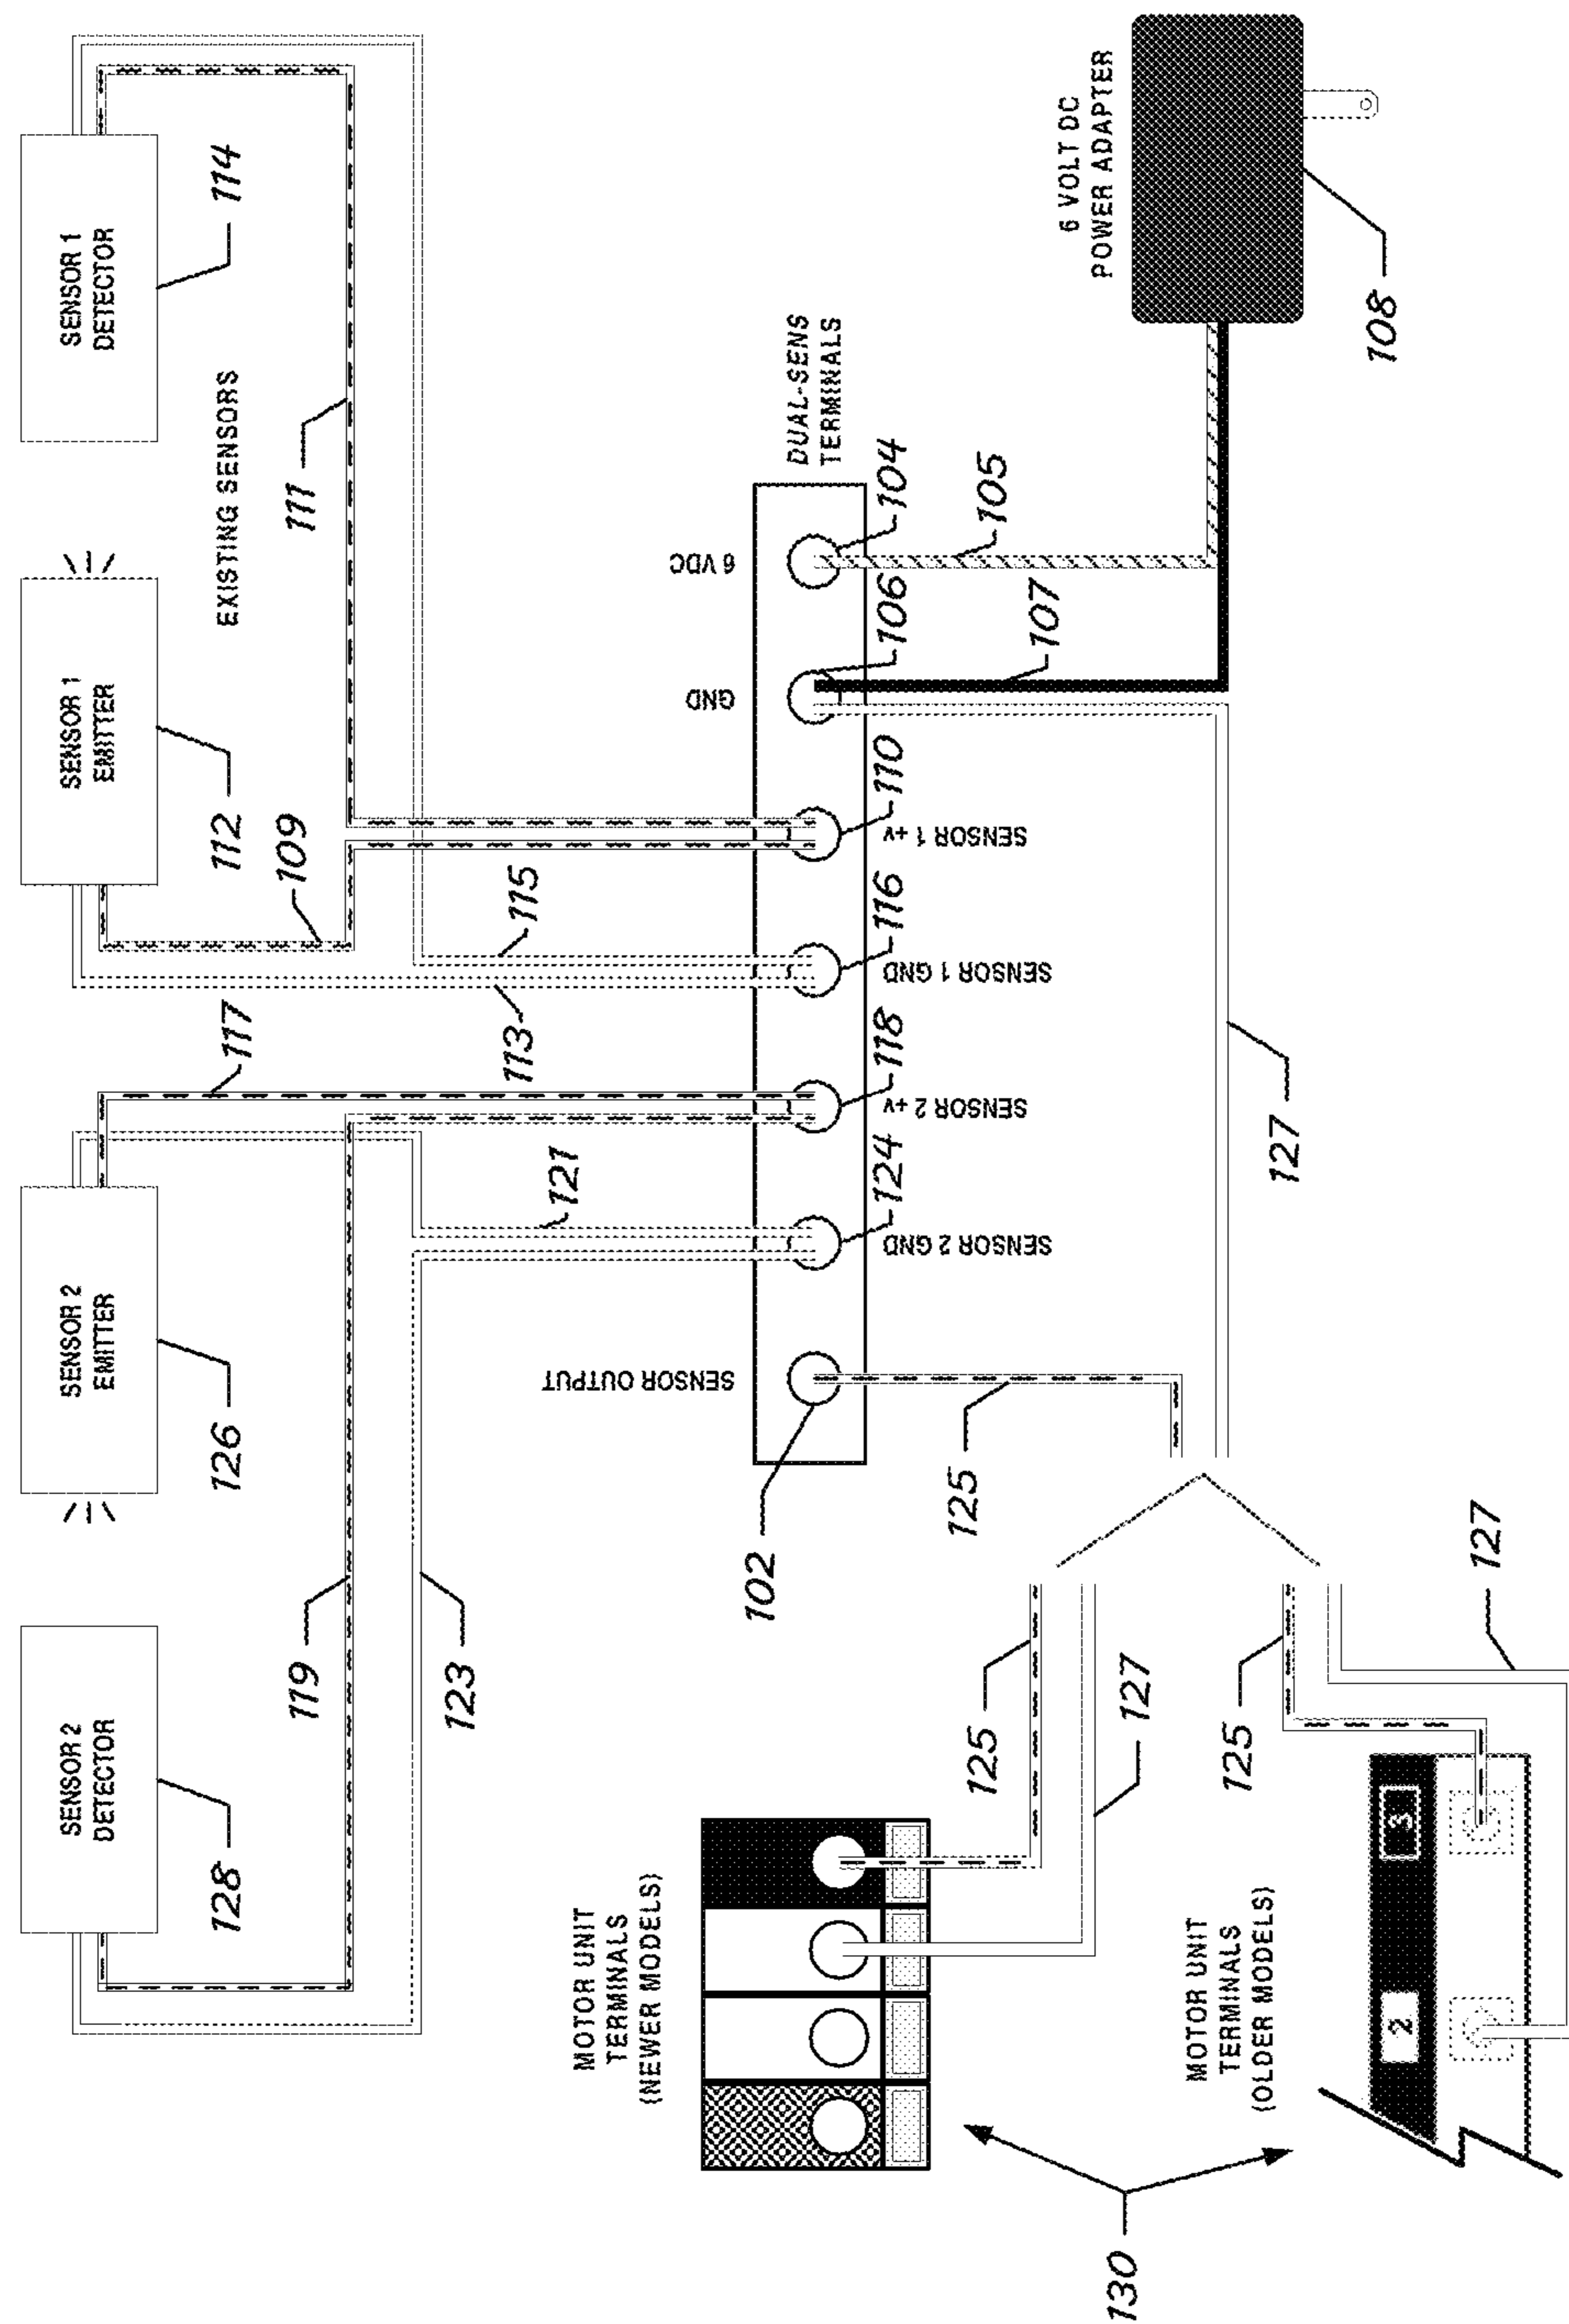 SENSOR 2
DETECTOR
128
SENSOR 2
EMITTER
126
SENSOR 1
EMITTER
112
SENSOR 1
DETECTOR
114
EXISTING SENSORS
117
109
111
119
123
121
113
115
DUAL-SENS
TERMINALS
SENSOR OUTPUT
GND
6 VDC
102
SENSOR 2 GND
124
SENSOR 2 +v
118
SENSOR 1 GND
116
SENSOR 1 +v
110
106
104
125
107
105
6 VOLT DC
POWER ADAPTER
108
127
MOTOR UNIT
TERMINALS
(NEWER MODELS)
125
127
130
MOTOR UNIT
TERMINALS
(OLDER MODELS)
125
127
2
3